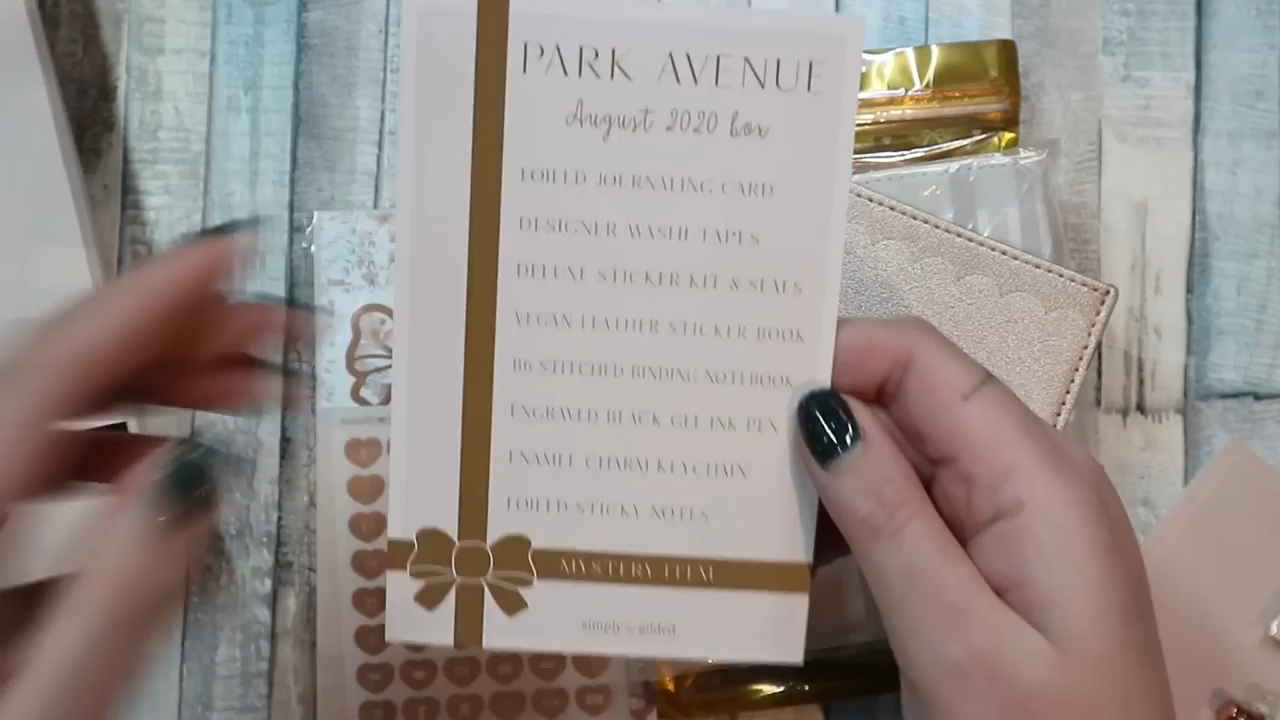 PARK AVENUE
August 2020 box
FOILED JOURNALING CARD
DESIGNER WASHI TAPES
DELUXE STICKER KIT & SEALS
VEGAN LEATHER STICKER BOOK
B6 STITCHED BINDING NOTEBOOK
ENGRAVED BLACK GEL INK PEN
ENAMEL CHARM KEYCHAIN
FOILED STICKY NOTES
MYSTERY ITEM
simply gilded